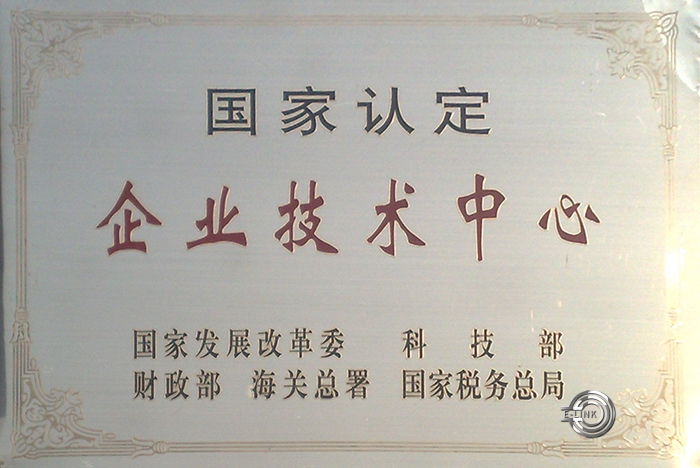 国家认定
企业技术中心
国家发展改革委 科技部
财政部 海关总署 国家税务总局
E-LINK